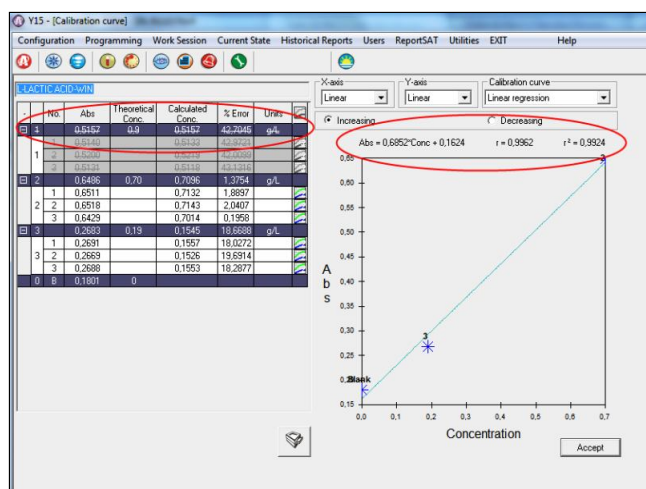 Y15 - [Calibration curve]
Configuration Programming Work Session Current State Historical Reports Users ReportSAT Utilities EXIT Help
L-LACTIC ACID-WIN
- No. Abs Theoretical Conc. Calculated Conc. % Error Units
1 0,5157 0,9 0,5157 42,7045 g/L
1 1 0,5140 0,5133 42,9721
2 0,5200 0,5219 42,0099
3 0,5131 0,5118 43,1316
2 0,6486 0,70 0,7096 1,3754 g/L
1 0,6511 0,7132 1,8897
2 2 0,6518 0,7143 2,0407
3 0,6429 0,7014 0,1958
3 0,2683 0,19 0,1545 18,6688 g/L
1 0,2691 0,1557 18,0272
3 2 0,2669 0,1526 19,6914
3 0,2688 0,1553 18,2877
0 B 0,1801 0
X-axis
Linear
Y-axis
Linear
Calibration curve
Linear regression
Increasing
Decreasing
Abs = 0,6852*Conc + 0,1624 r = 0,9962 r² = 0,9924
0,65
0,60
0,55
0,50
0,45
0,40
0,35
0,30
0,25
0,15
Abs
2
3
Blank
0,0 0,1 0,2 0,3 0,4 0,5 0,6 0,7
Concentration
Accept